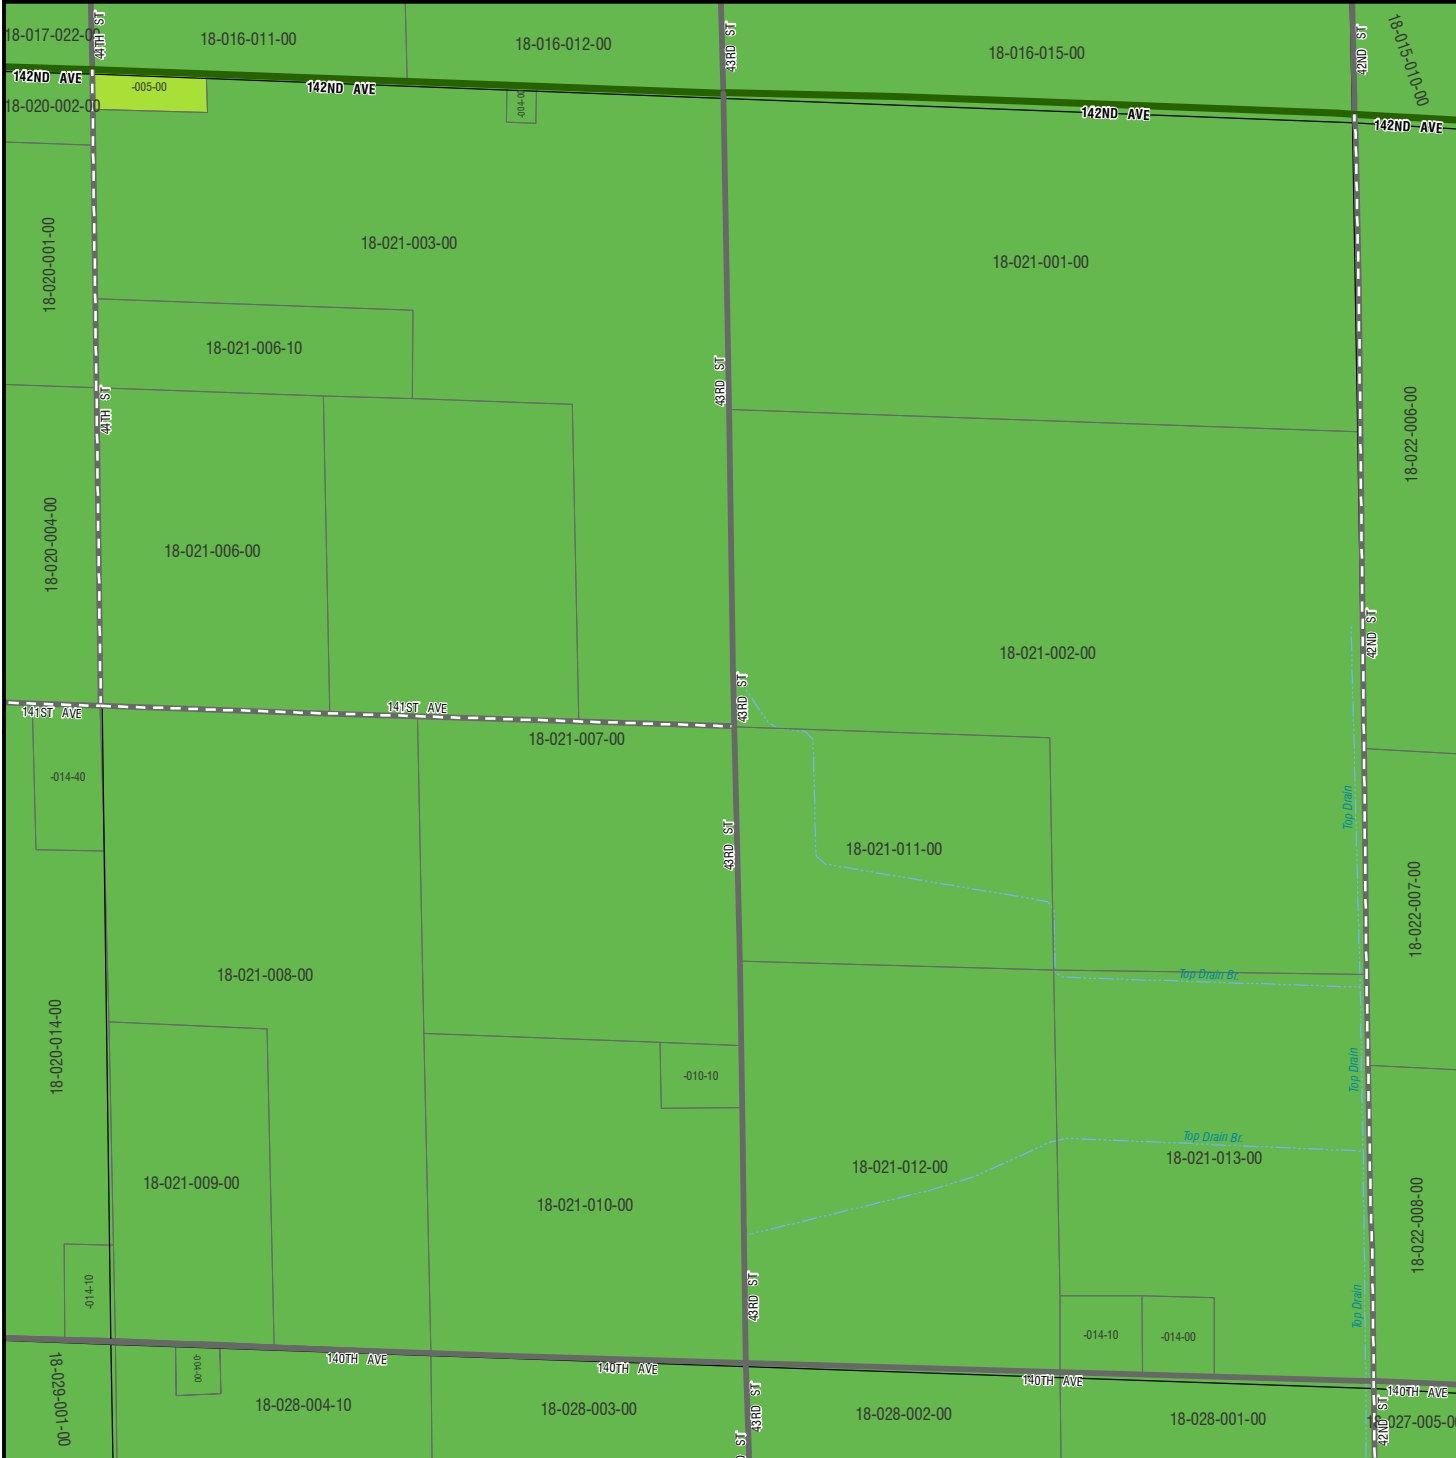 18-017-022-0
44TH ST
18-016-011-00
18-016-012-00
43RD ST
18-016-015-00
42ND ST
18-015-010-00
142ND AVE
-005-00
142ND AVE
-004-00
142ND AVE
142ND AVE
18-020-002-00
18-020-001-00
18-021-003-00
18-021-001-00
18-021-006-10
43RD ST
44TH ST
18-022-006-00
18-020-004-00
18-021-006-00
18-021-002-00
42ND ST
43RD ST
141ST AVE
141ST AVE
18-021-007-00
-014-40
Top Drain
43RD ST
18-021-011-00
18-022-007-00
18-021-008-00
Top Drain Br.
18-020-014-00
-010-10
Top Drain
Top Drain Br.
18-021-009-00
18-021-012-00
18-021-013-00
18-021-010-00
18-022-008-00
-014-10
43RD ST
Top Drain
-014-10
-014-00
140TH AVE
140TH AVE
140TH AVE
140TH AVE
18-029-001-00
-004-00
18-028-004-10
18-028-003-00
43RD ST
18-028-002-00
18-028-001-00
42ND ST
027-005-0
ST